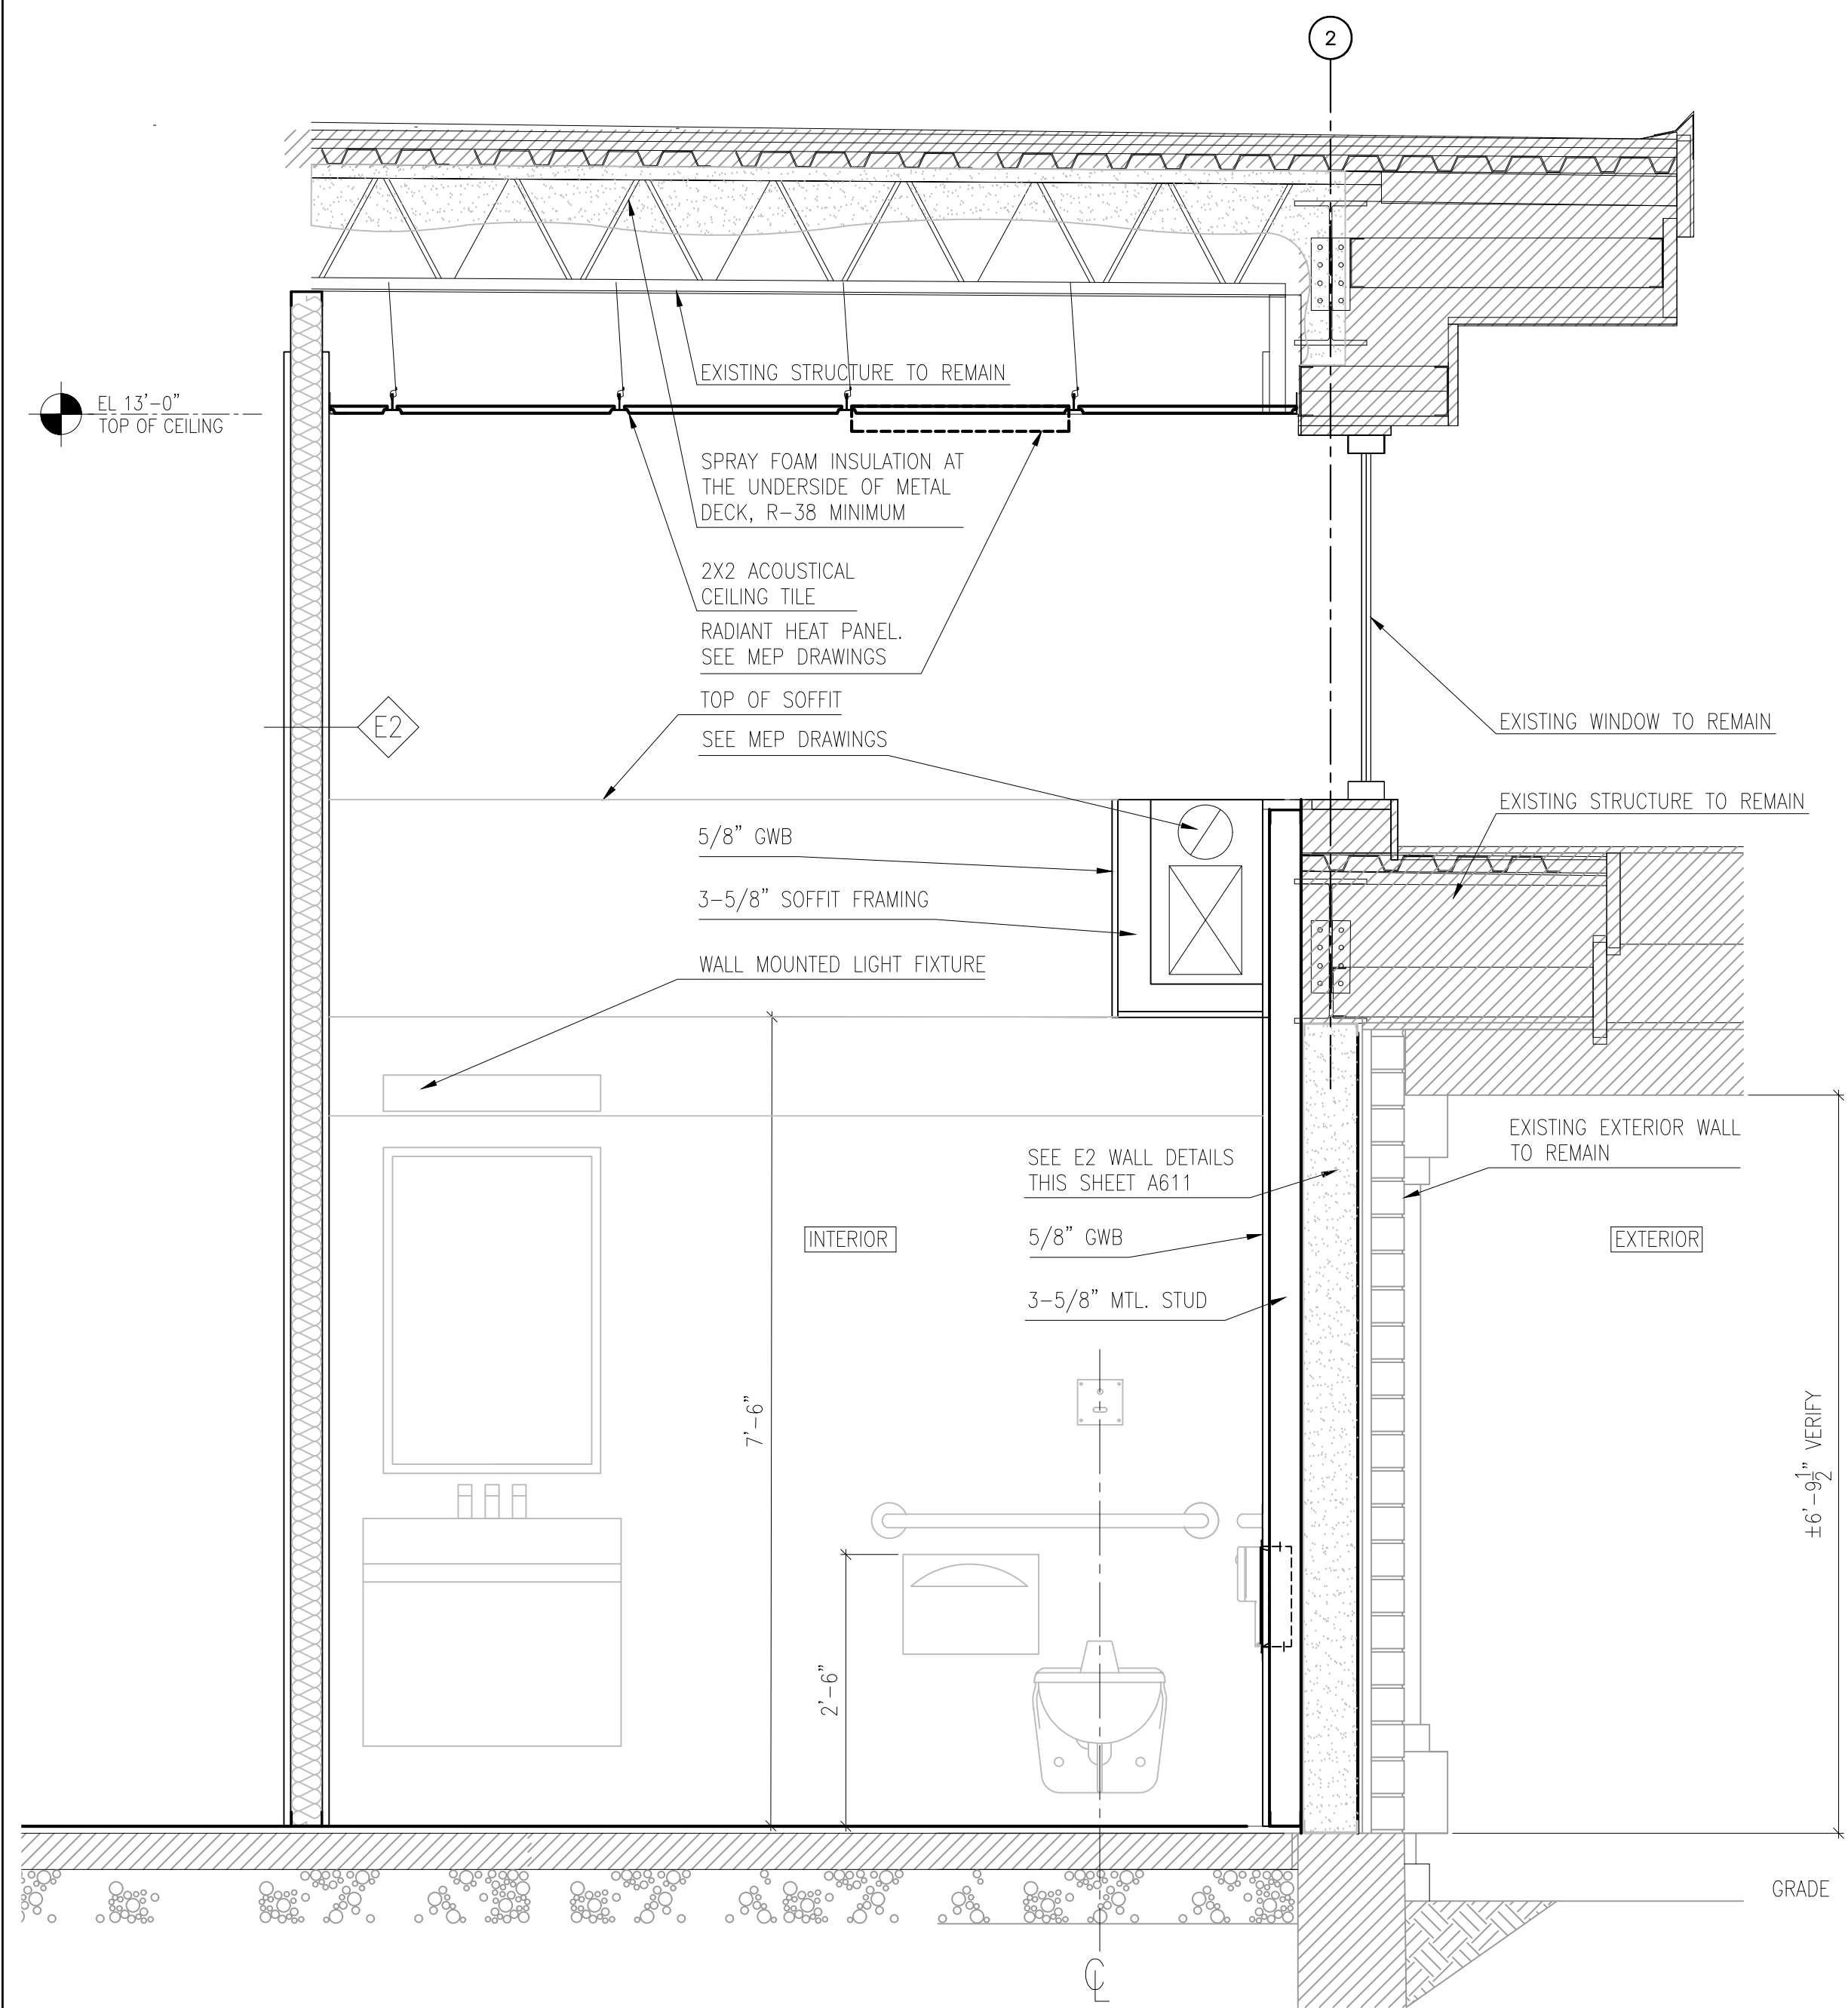 2
EXISTING STRUCTURE TO REMAIN
EL 13'-0"
TOP OF CEILING
SPRAY FOAM INSULATION AT
THE UNDERSIDE OF METAL
DECK, R-38 MINIMUM
2X2 ACOUSTICAL
CEILING TILE
RADIANT HEAT PANEL.
SEE MEP DRAWINGS
TOP OF SOFFIT
E2
SEE MEP DRAWINGS
EXISTING WINDOW TO REMAIN
EXISTING STRUCTURE TO REMAIN
5/8" GWB
3-5/8" SOFFIT FRAMING
WALL MOUNTED LIGHT FIXTURE
EXISTING EXTERIOR WALL
TO REMAIN
SEE E2 WALL DETAILS
THIS SHEET A611
INTERIOR
5/8" GWB
EXTERIOR
3-5/8" MTL. STUD
7'-6"
±6'-9 1/2" VERIFY
2'-6"
GRADE
℄